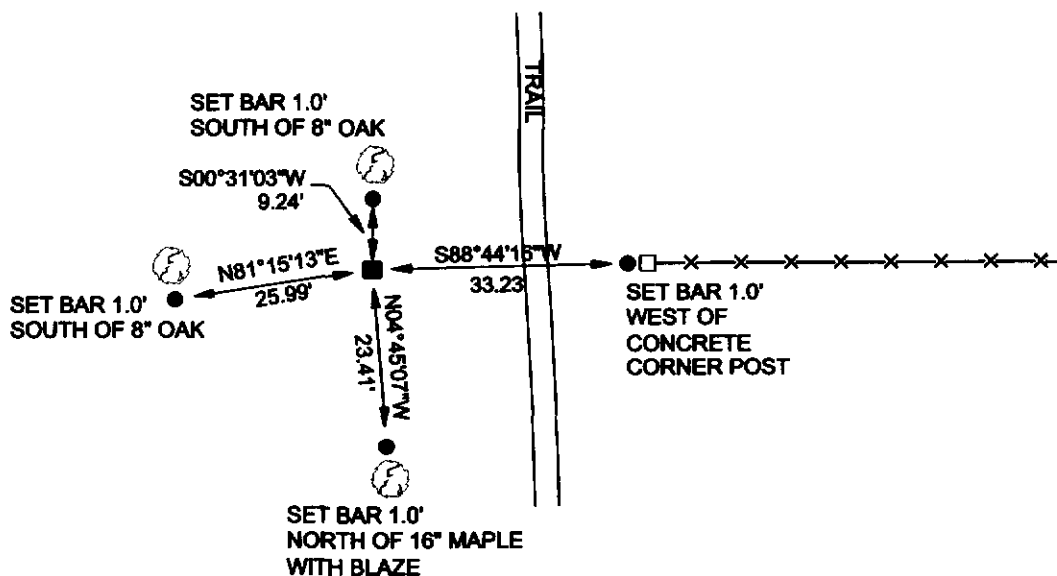 TRAIL
SET BAR 1.0'
SOUTH OF 8" OAK
S00°31'03"W
9.24'
N81°15'13"E
25.99'
S88°44'16"W
33.23
SET BAR 1.0'
SOUTH OF 8" OAK
N04°45'07"W
23.41'
SET BAR 1.0'
WEST OF
CONCRETE
CORNER POST
SET BAR 1.0'
NORTH OF 16" MAPLE
WITH BLAZE